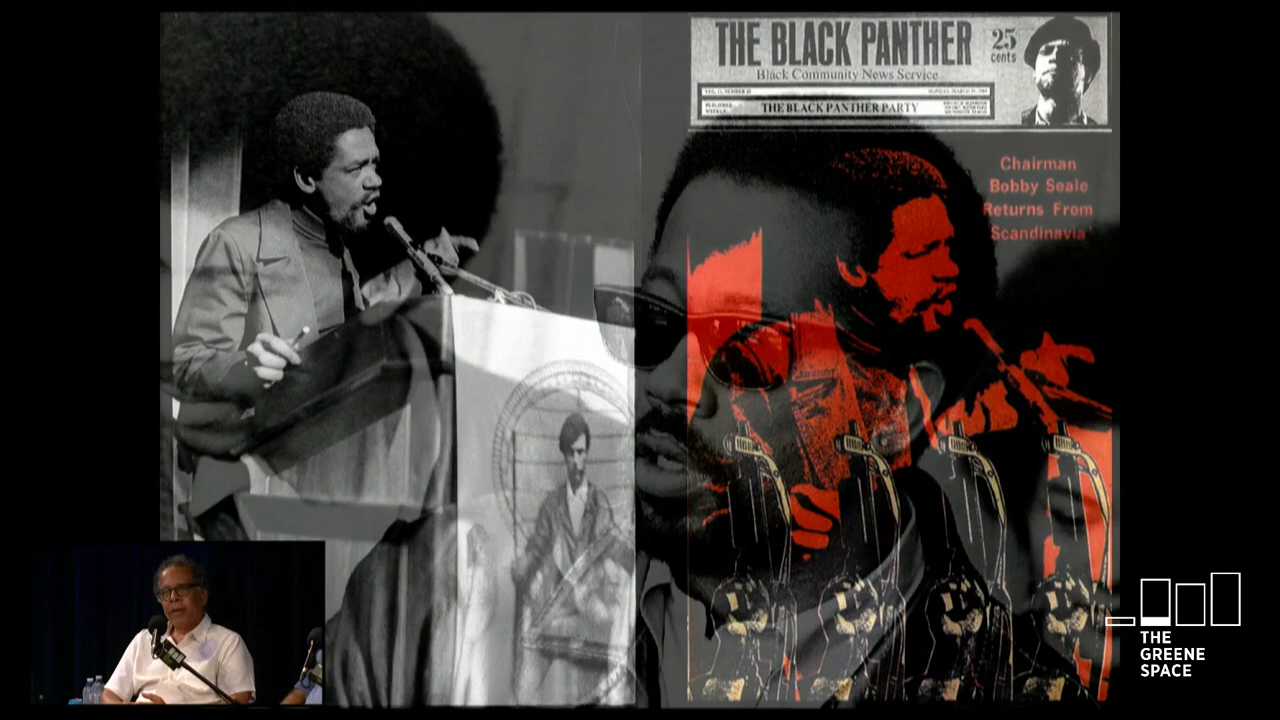 THE BLACK PANTHER
25
cents
Black Community News Service
THE BLACK PANTHER PARTY
Chairman
Bobby Seale
Returns From
Scandinavia
THE
GREENE
SPACE